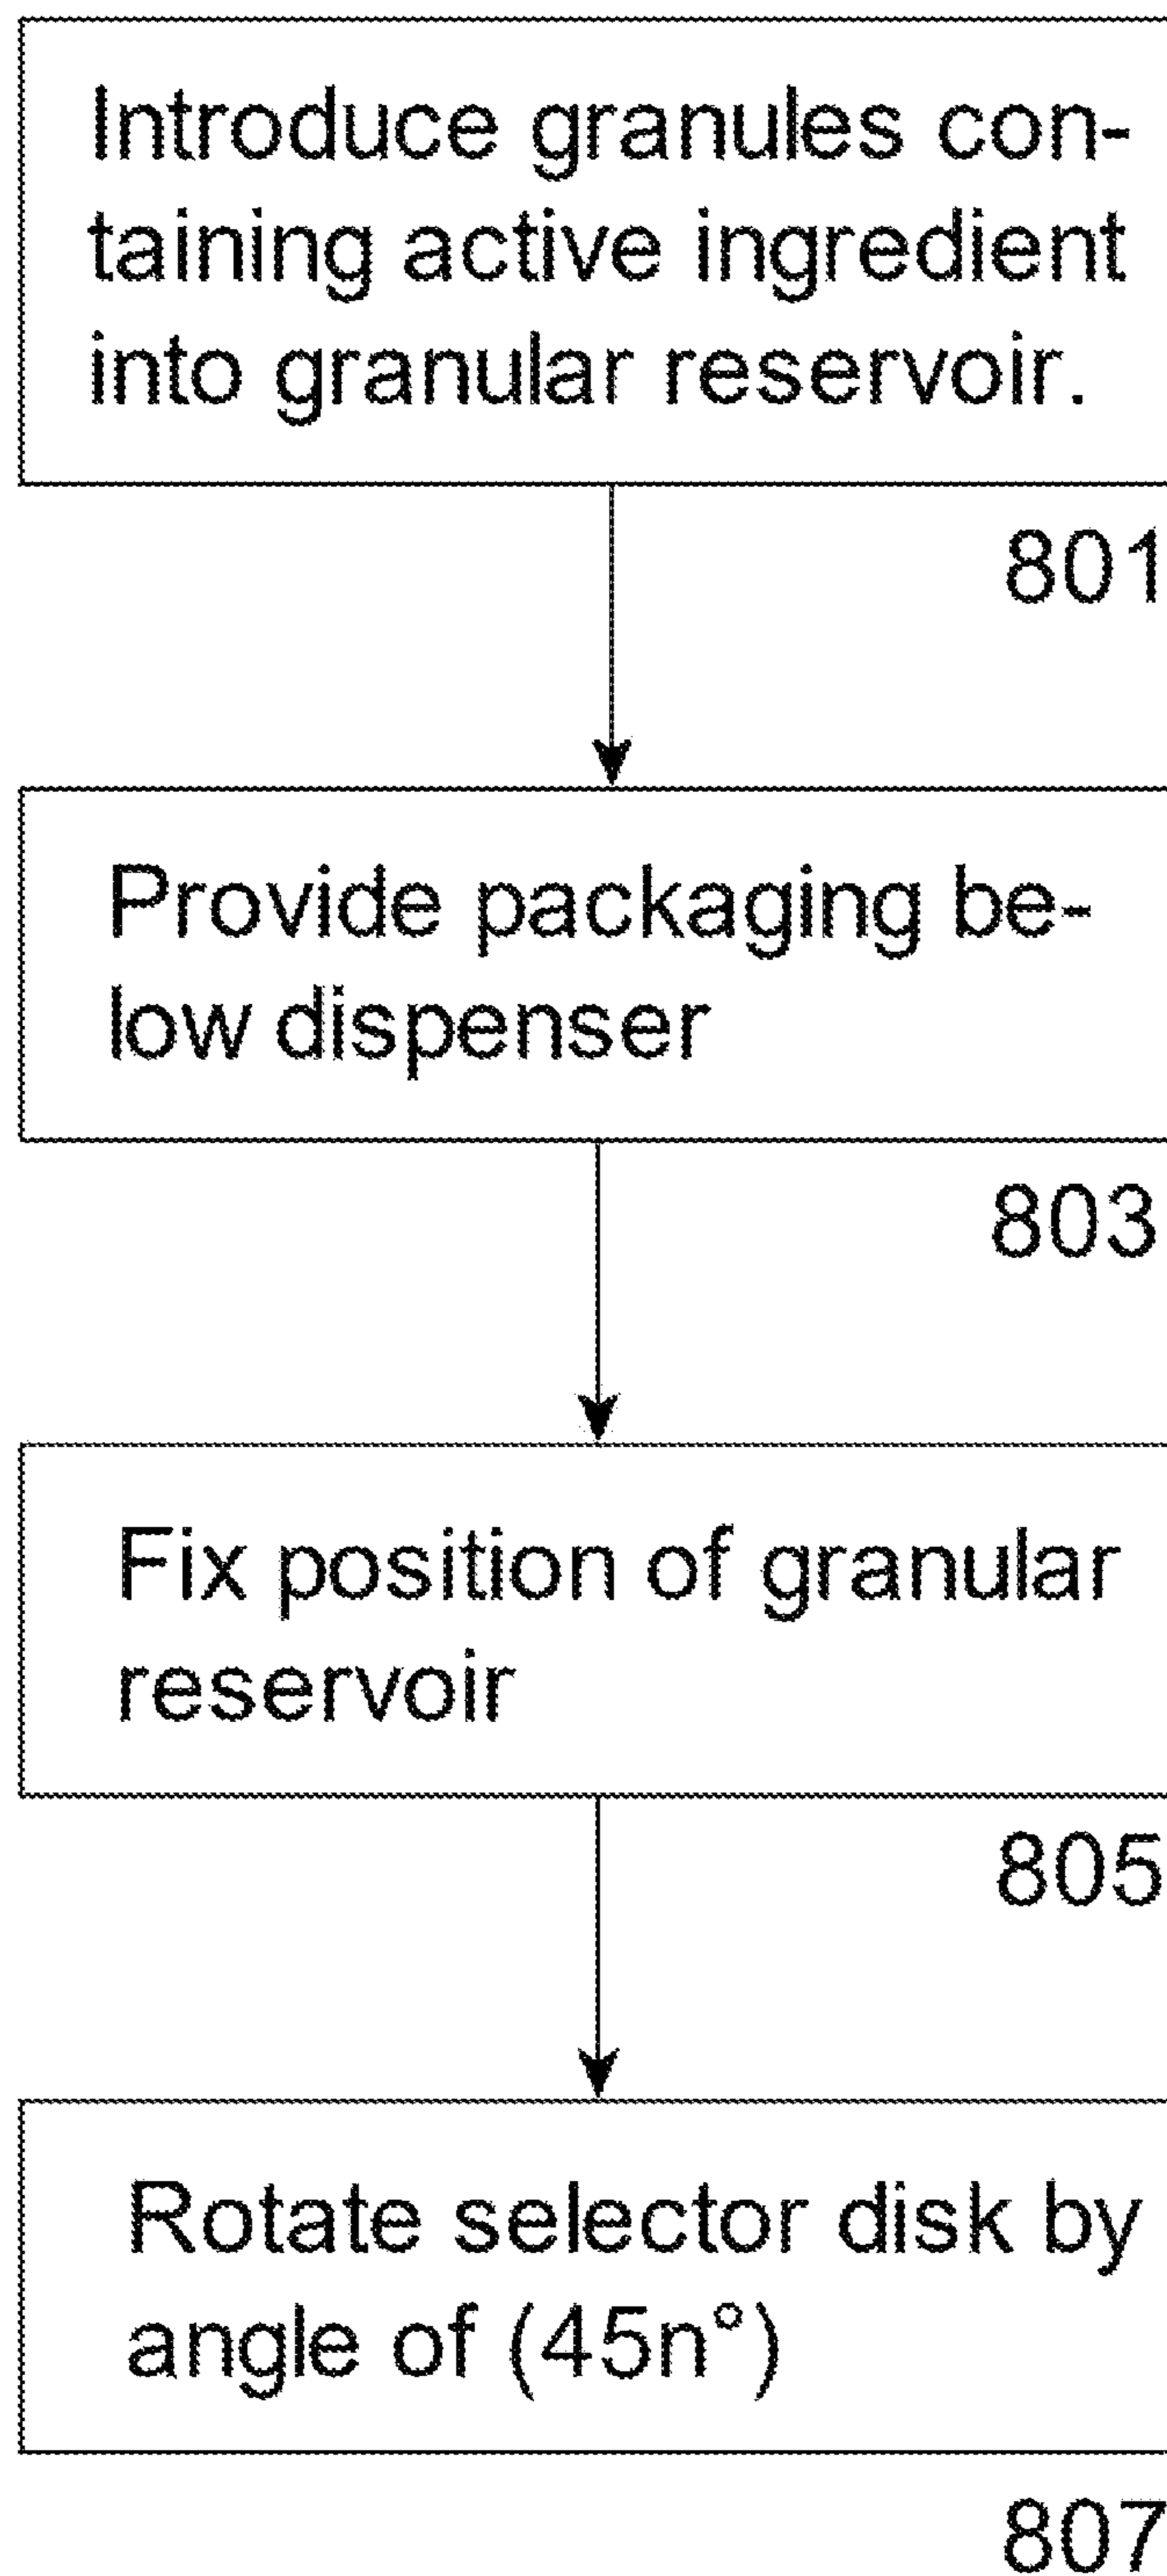 Introduce granules con-
taining active ingredient
into granular reservoir.
801
Provide packaging be-
low dispenser
803
Fix position of granular
reservoir
805
Rotate selector disk by
angle of (45n°)
807